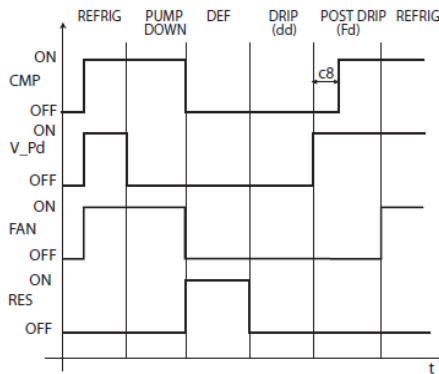 REFRIG PUMP DOWN DEF DRIP (dd) POST DRIP (Fd) REFRIG
ON
CMP
OFF
c8
ON
V_Pd
OFF
ON
FAN
OFF
ON
RES
OFF
t